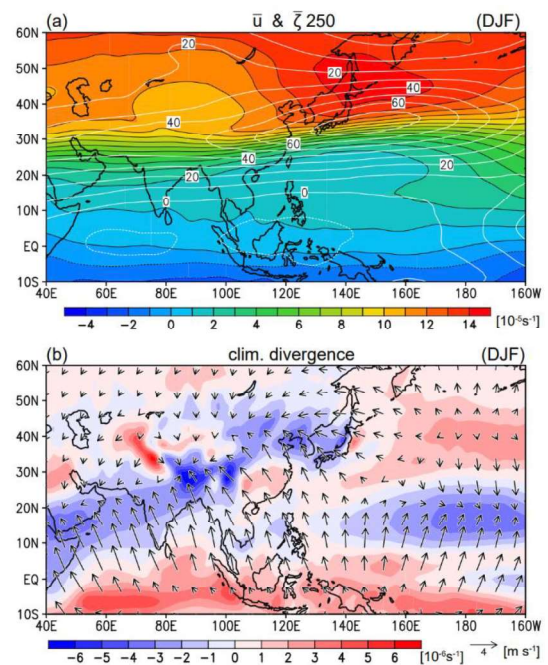 (a) ū & ζ̄ 250 (DJF)
60N
50N
40N
30N
20N
10N
EQ
10S
20
20
40
60
40
40
60
20
20
0
0
40E 60E 80E 100E 120E 140E 160E 180 160W
−4 −2 0 2 4 6 8 10 12 14 [10⁻⁵s⁻¹]
(b) clim. divergence (DJF)
60N
50N
40N
30N
20N
10N
EQ
10S
40E 60E 80E 100E 120E 140E 160E 180 160W
−6 −5 −4 −3 −2 −1 0 1 2 3 4 5 6 [10⁻⁶s⁻¹] 4 [m s⁻¹]